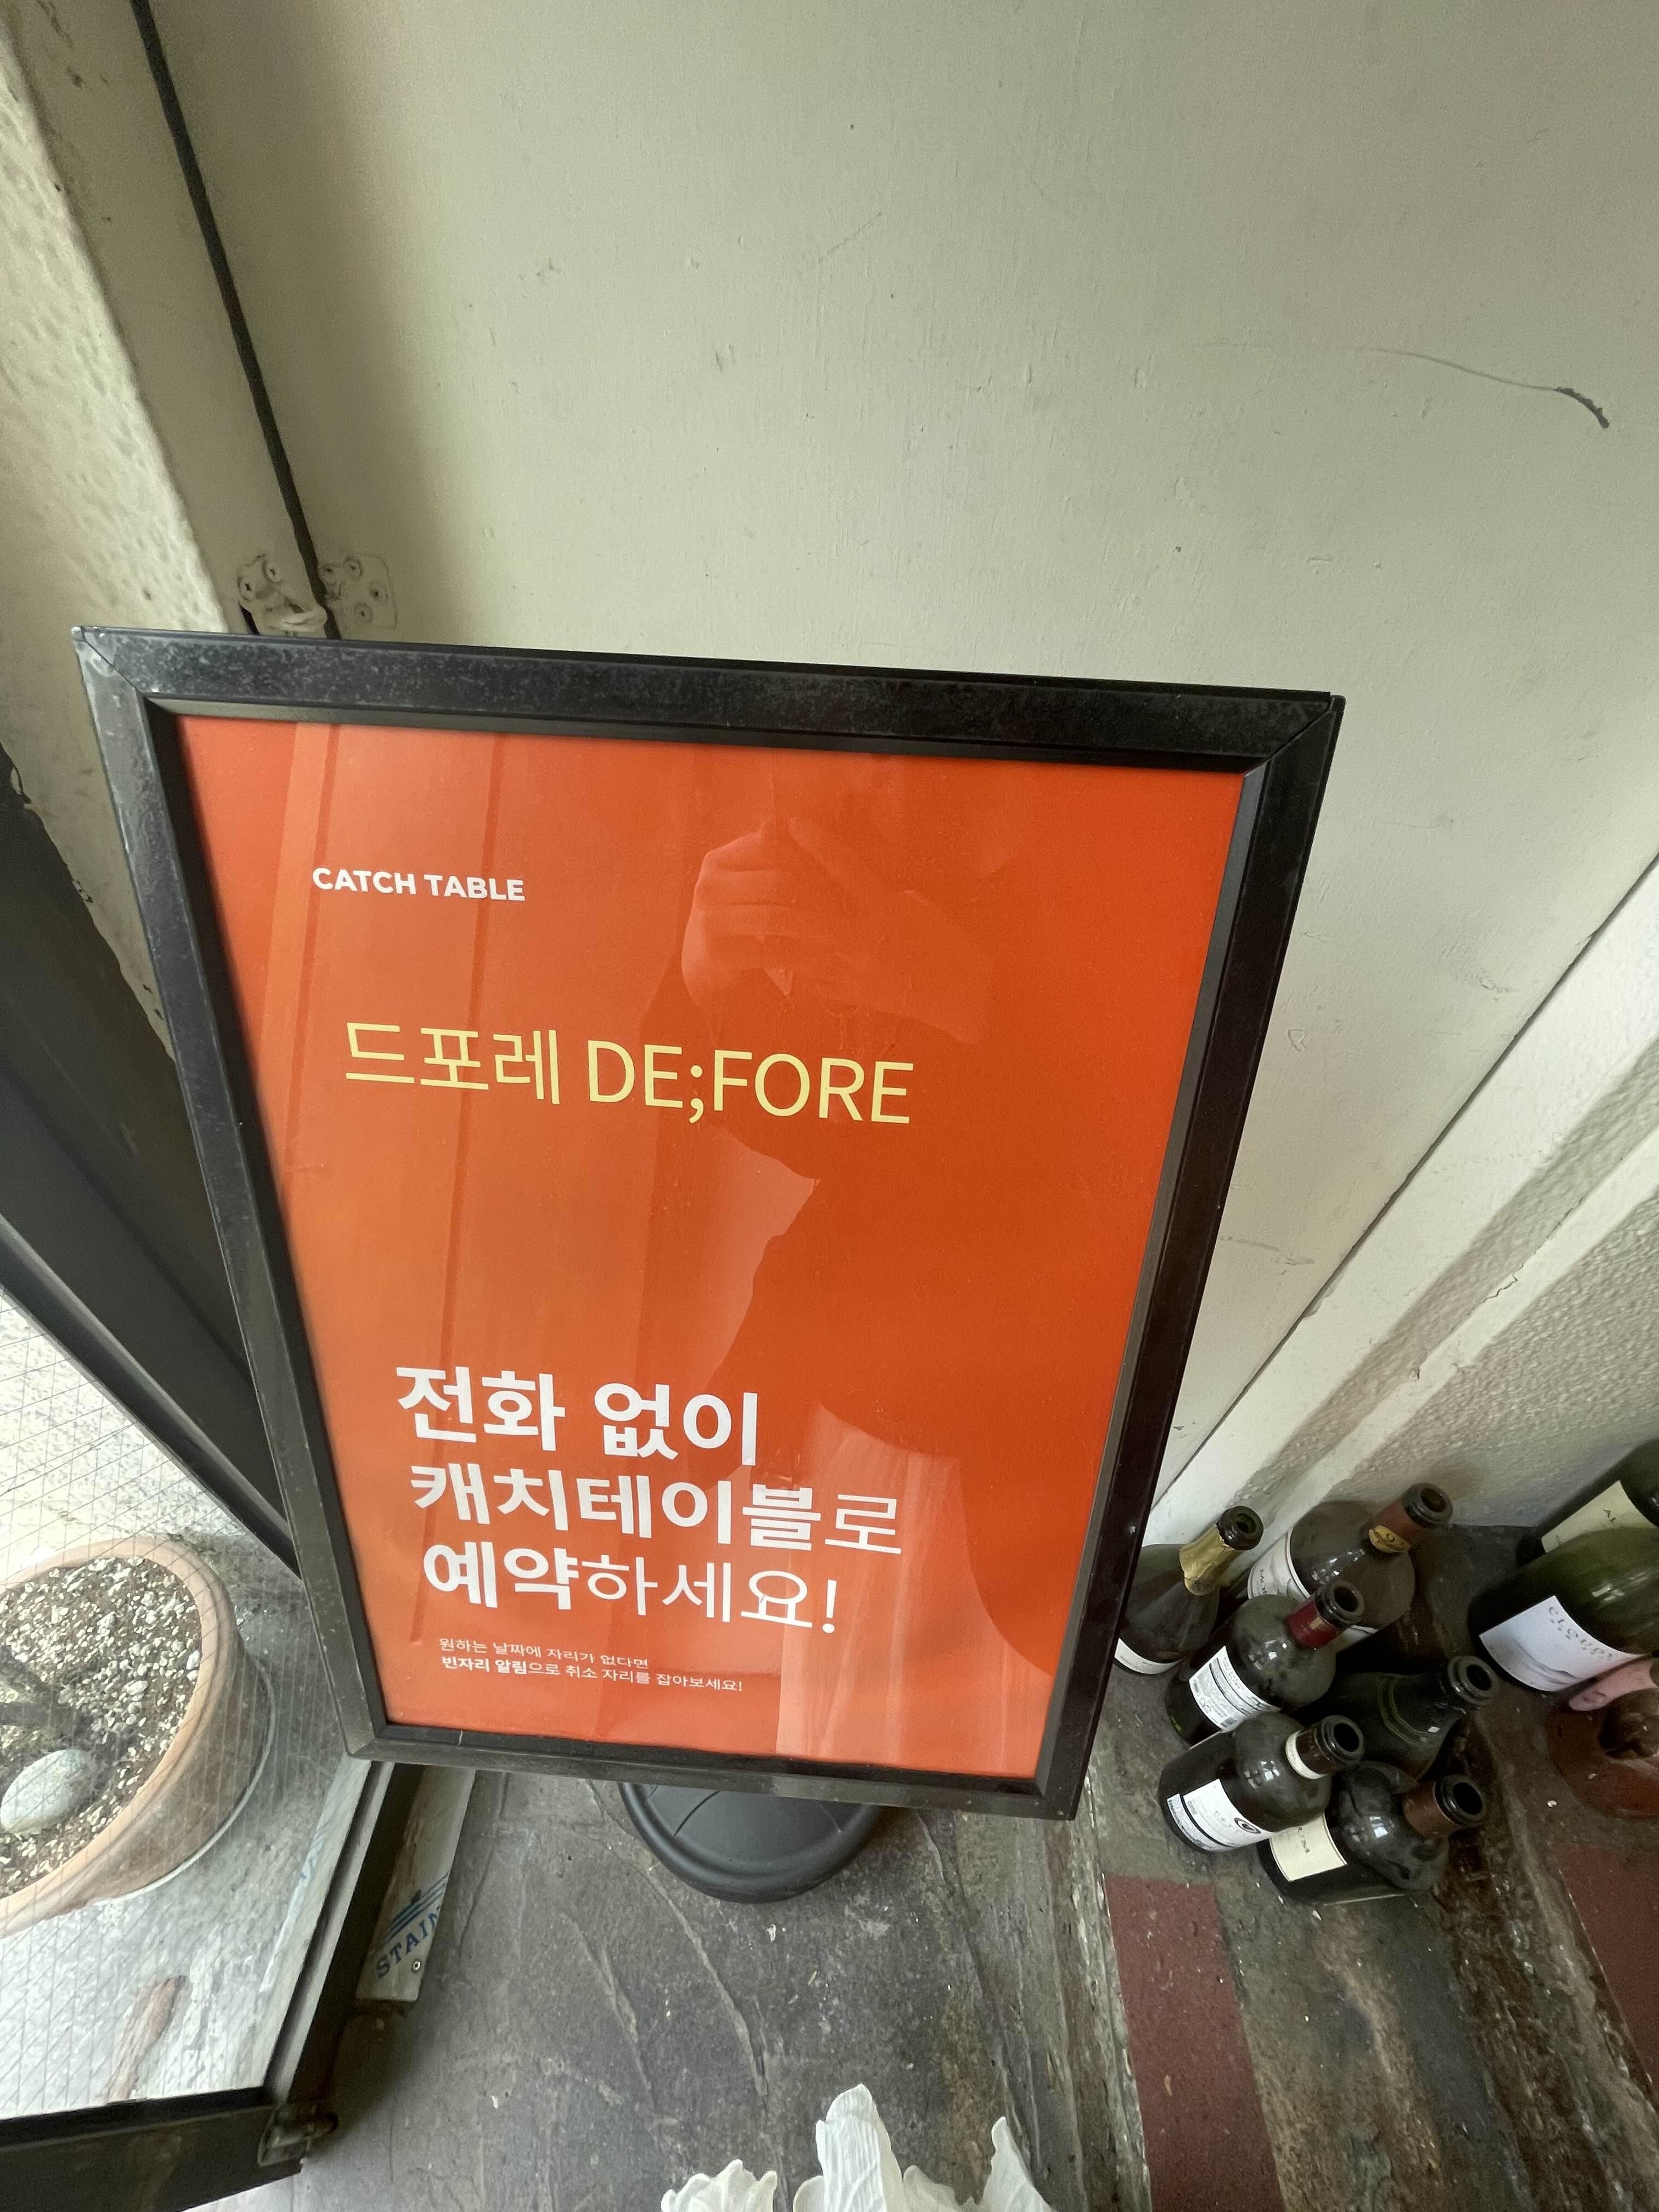 CATCH TABLE
드포레 DE;FORE
전화 없이
캐치테이블로
예약하세요!
원하는 날짜에 자리가 없다면
빈자리 알림으로 취소 자리를 잡아보세요!
STAIN